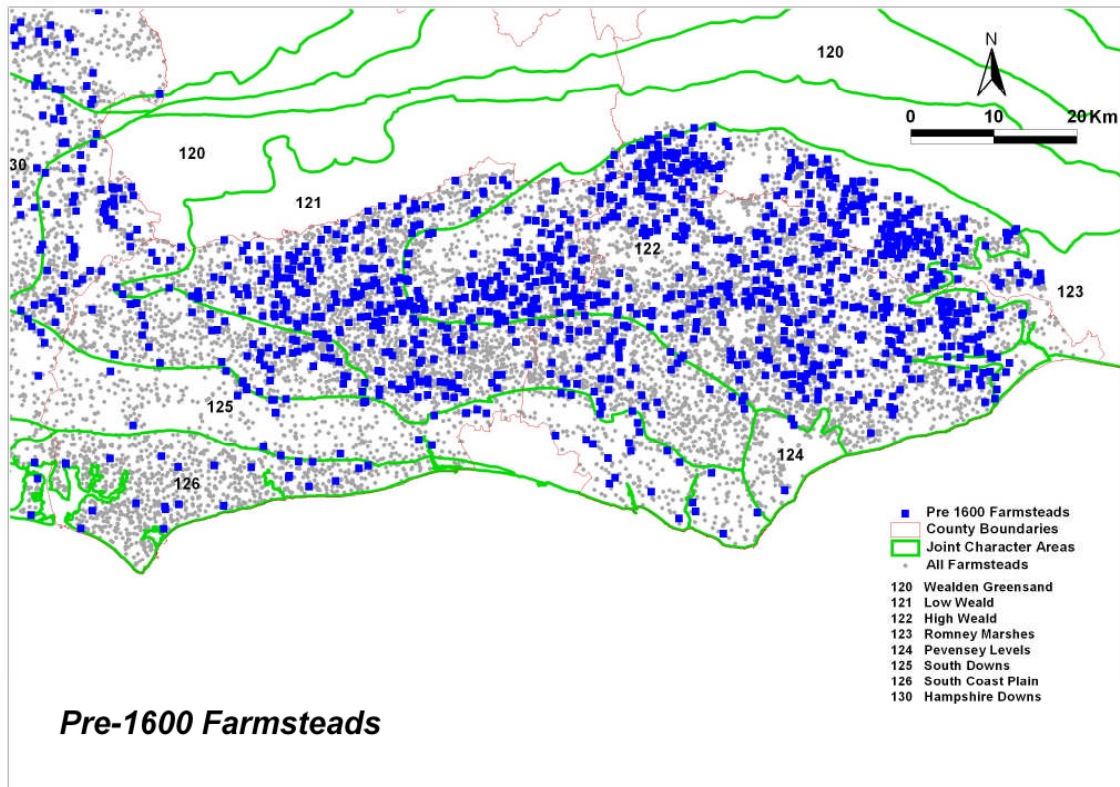 120
N
0 10 20 Km
120
30
121
122
123
125
124
126
Pre 1600 Farmsteads
County Boundaries
Joint Character Areas
All Farmsteads
120 Wealden Greensand
121 Low Weald
122 High Weald
123 Romney Marshes
124 Pevensey Levels
125 South Downs
126 South Coast Plain
130 Hampshire Downs
Pre-1600 Farmsteads